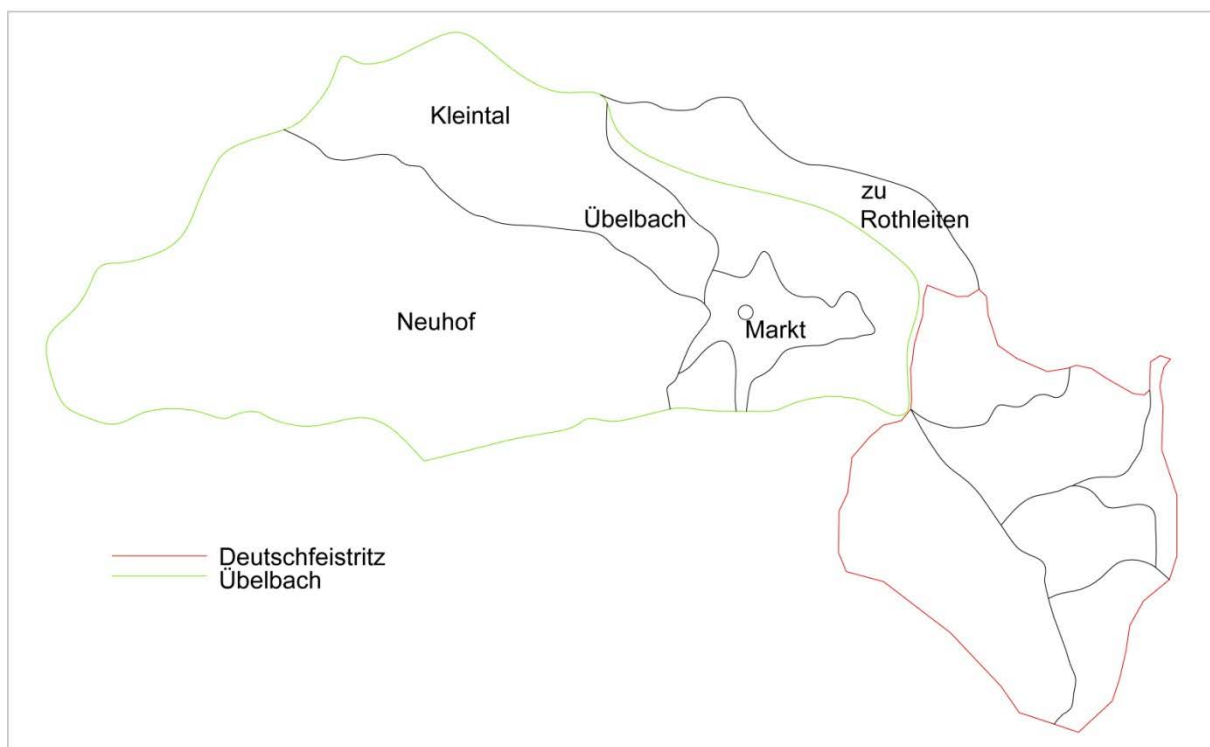 Kleintal
zu
Rothleiten
Übelbach
Neuhof
Markt
Deutschfeistritz
Übelbach